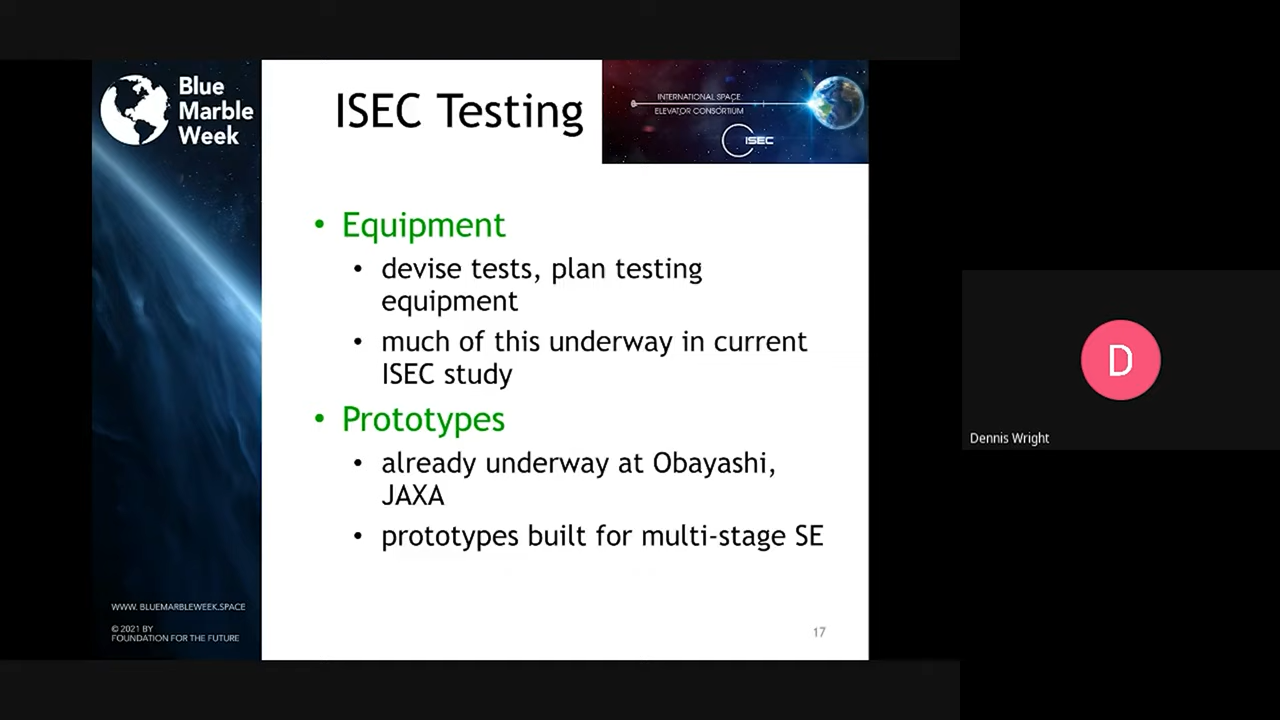 Blue
Marble
Week
ISEC Testing
INTERNATIONAL SPACE
ELEVATOR CONSORTIUM
ISEC
• Equipment
• devise tests, plan testing
equipment
• much of this underway in current
ISEC study
• Prototypes
• already underway at Obayashi,
JAXA
• prototypes built for multi-stage SE
WWW. BLUEMARBLEWEEK.SPACE
© 2021 BY
FOUNDATION FOR THE FUTURE
17
D
Dennis Wright